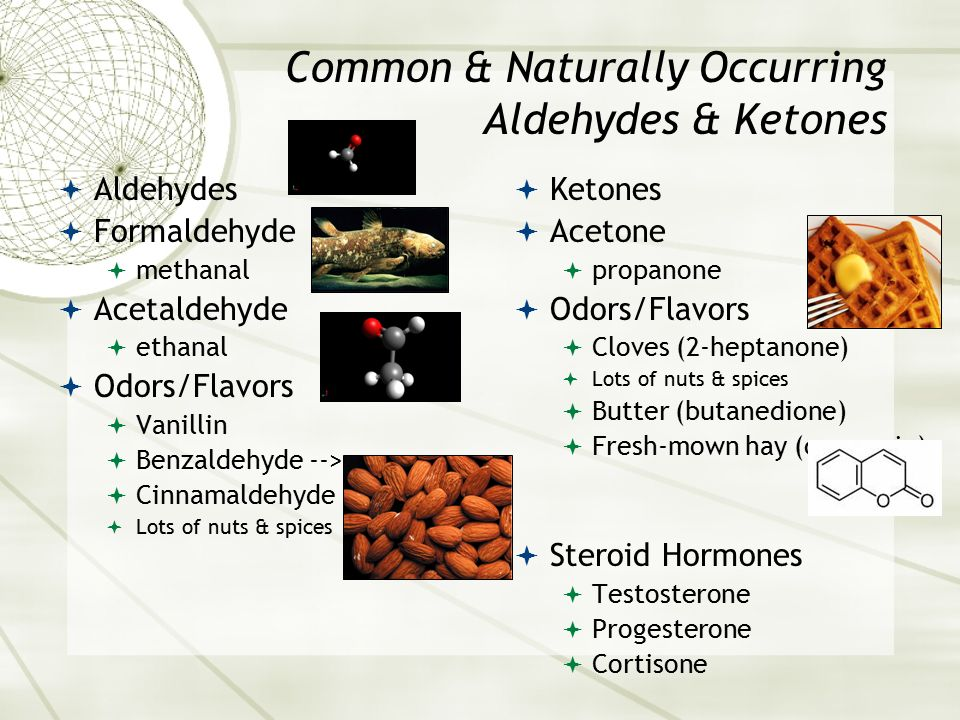 Common & Naturally Occurring
Aldehydes & Ketones
Aldehydes
Formaldehyde
methanal
Acetaldehyde
ethanal
Odors/Flavors
Vanillin
Benzaldehyde -->
Cinnamaldehyde
Lots of nuts & spices
Ketones
Acetone
propanone
Odors/Flavors
Cloves (2-heptanone)
Lots of nuts & spices
Butter (butanedione)
Fresh-mown hay
O O
Steroid Hormones
Testosterone
Progesterone
Cortisone